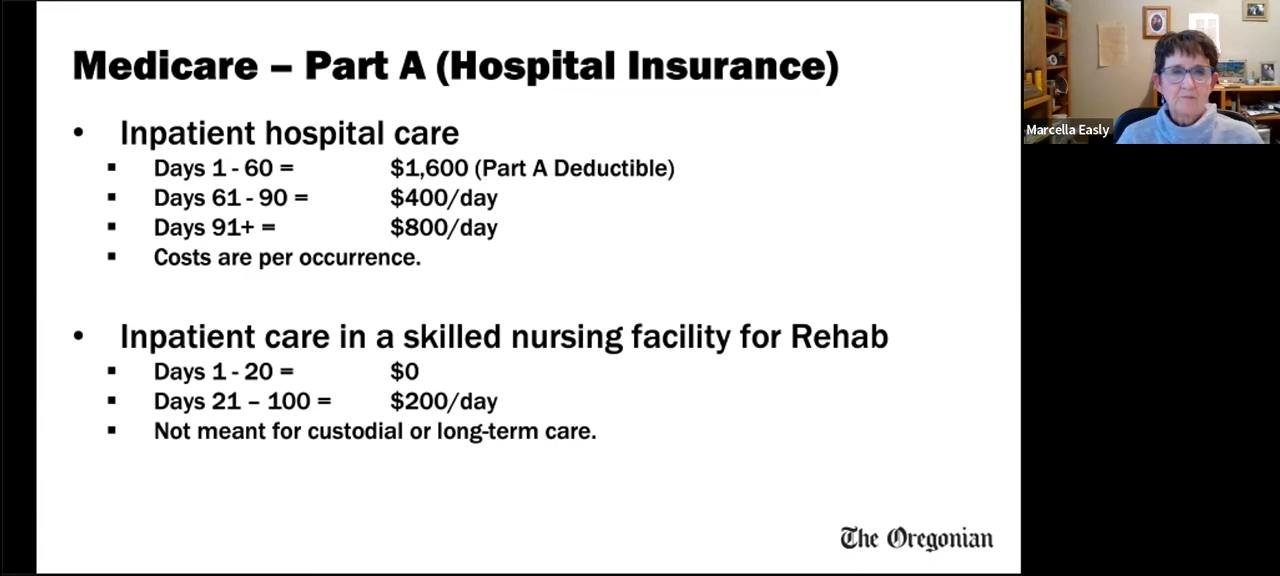 Medicare – Part A (Hospital Insurance)
• Inpatient hospital care
▪ Days 1 - 60 = $1,600 (Part A Deductible)
▪ Days 61 - 90 = $400/day
▪ Days 91+ = $800/day
▪ Costs are per occurrence.
• Inpatient care in a skilled nursing facility for Rehab
▪ Days 1 - 20 = $0
▪ Days 21 – 100 = $200/day
▪ Not meant for custodial or long-term care.
The Oregonian
Marcella Easly